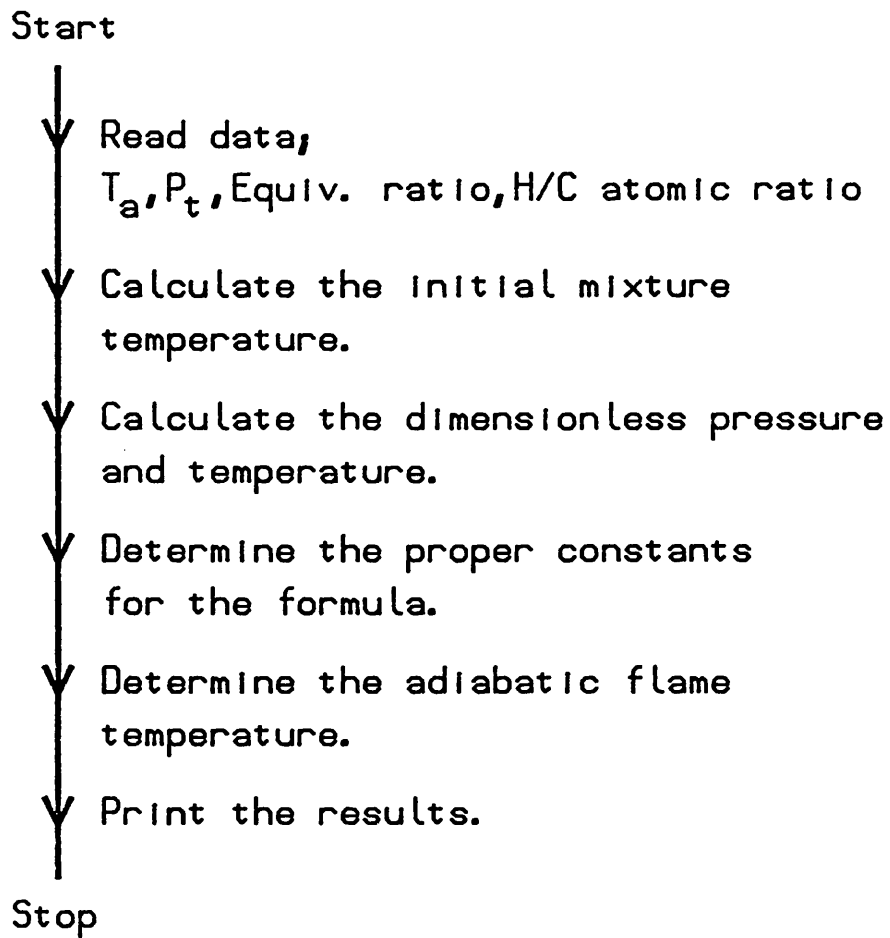 Start
Read data;
Tₐ,Pₜ,Equiv. ratio,H/C atomic ratio
Calculate the initial mixture
temperature.
Calculate the dimensionless pressure
and temperature.
Determine the proper constants
for the formula.
Determine the adiabatic flame
temperature.
Print the results.
Stop